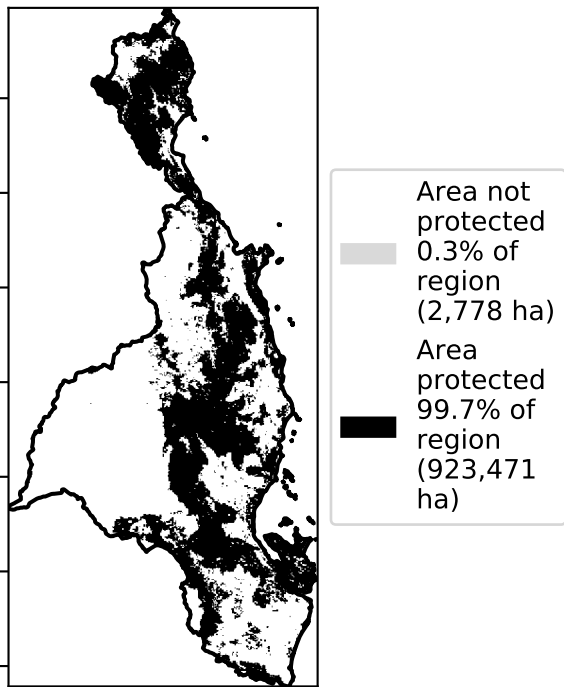 Area not
protected
0.3% of
region
(2,778 ha)
Area
protected
99.7% of
region
(923,471
ha)